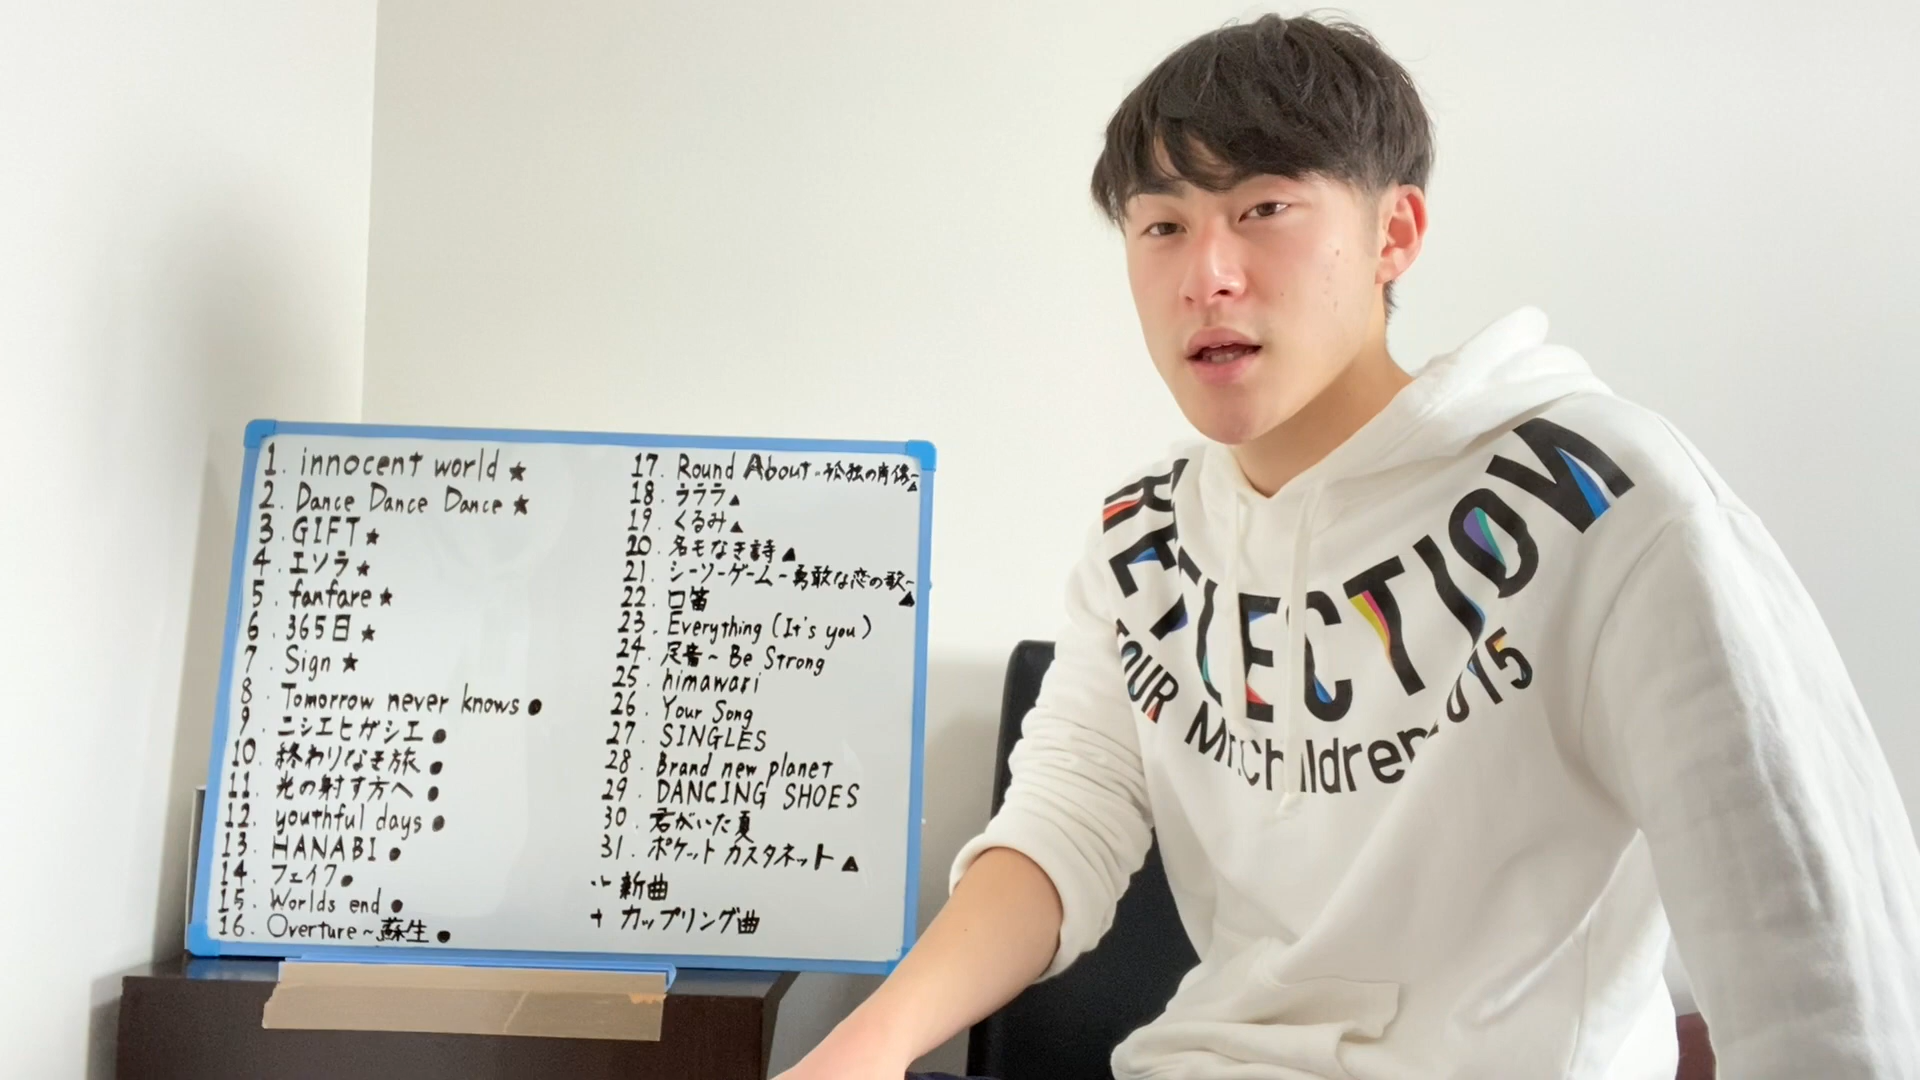 1. innocent world ★
2. Dance Dance Dance ★
3. GIFT ★
4. エソラ ★
5. fanfare ★
6. 365日 ★
7. Sign ★
8. Tomorrow never knows ●
9. ニシエヒガシエ ●
10. 終わりなき旅 ●
11. 光の射す方へ ●
12. youthful days ●
13. HANABI ●
14. フェイク ●
15. Worlds end ●
16. Overture~蘇生 ●
17. Round About~孤独の肖像~ ▲
18. ラララ ▲
19. くるみ ▲
20. 名もなき詩 ▲
21. シーソーゲーム~勇敢な恋の歌~ ▲
22. 口笛
23. Everything (It's you)
24. 足音~Be Strong
25. himawari
26. Your Song
27. SINGLES
28. Brand new planet
29. DANCING SHOES
30. 君がいた夏
31. ポケット カスタネット ▲
新曲
+ カップリング曲
REFLECTION
TOUR Mr.Children 2015